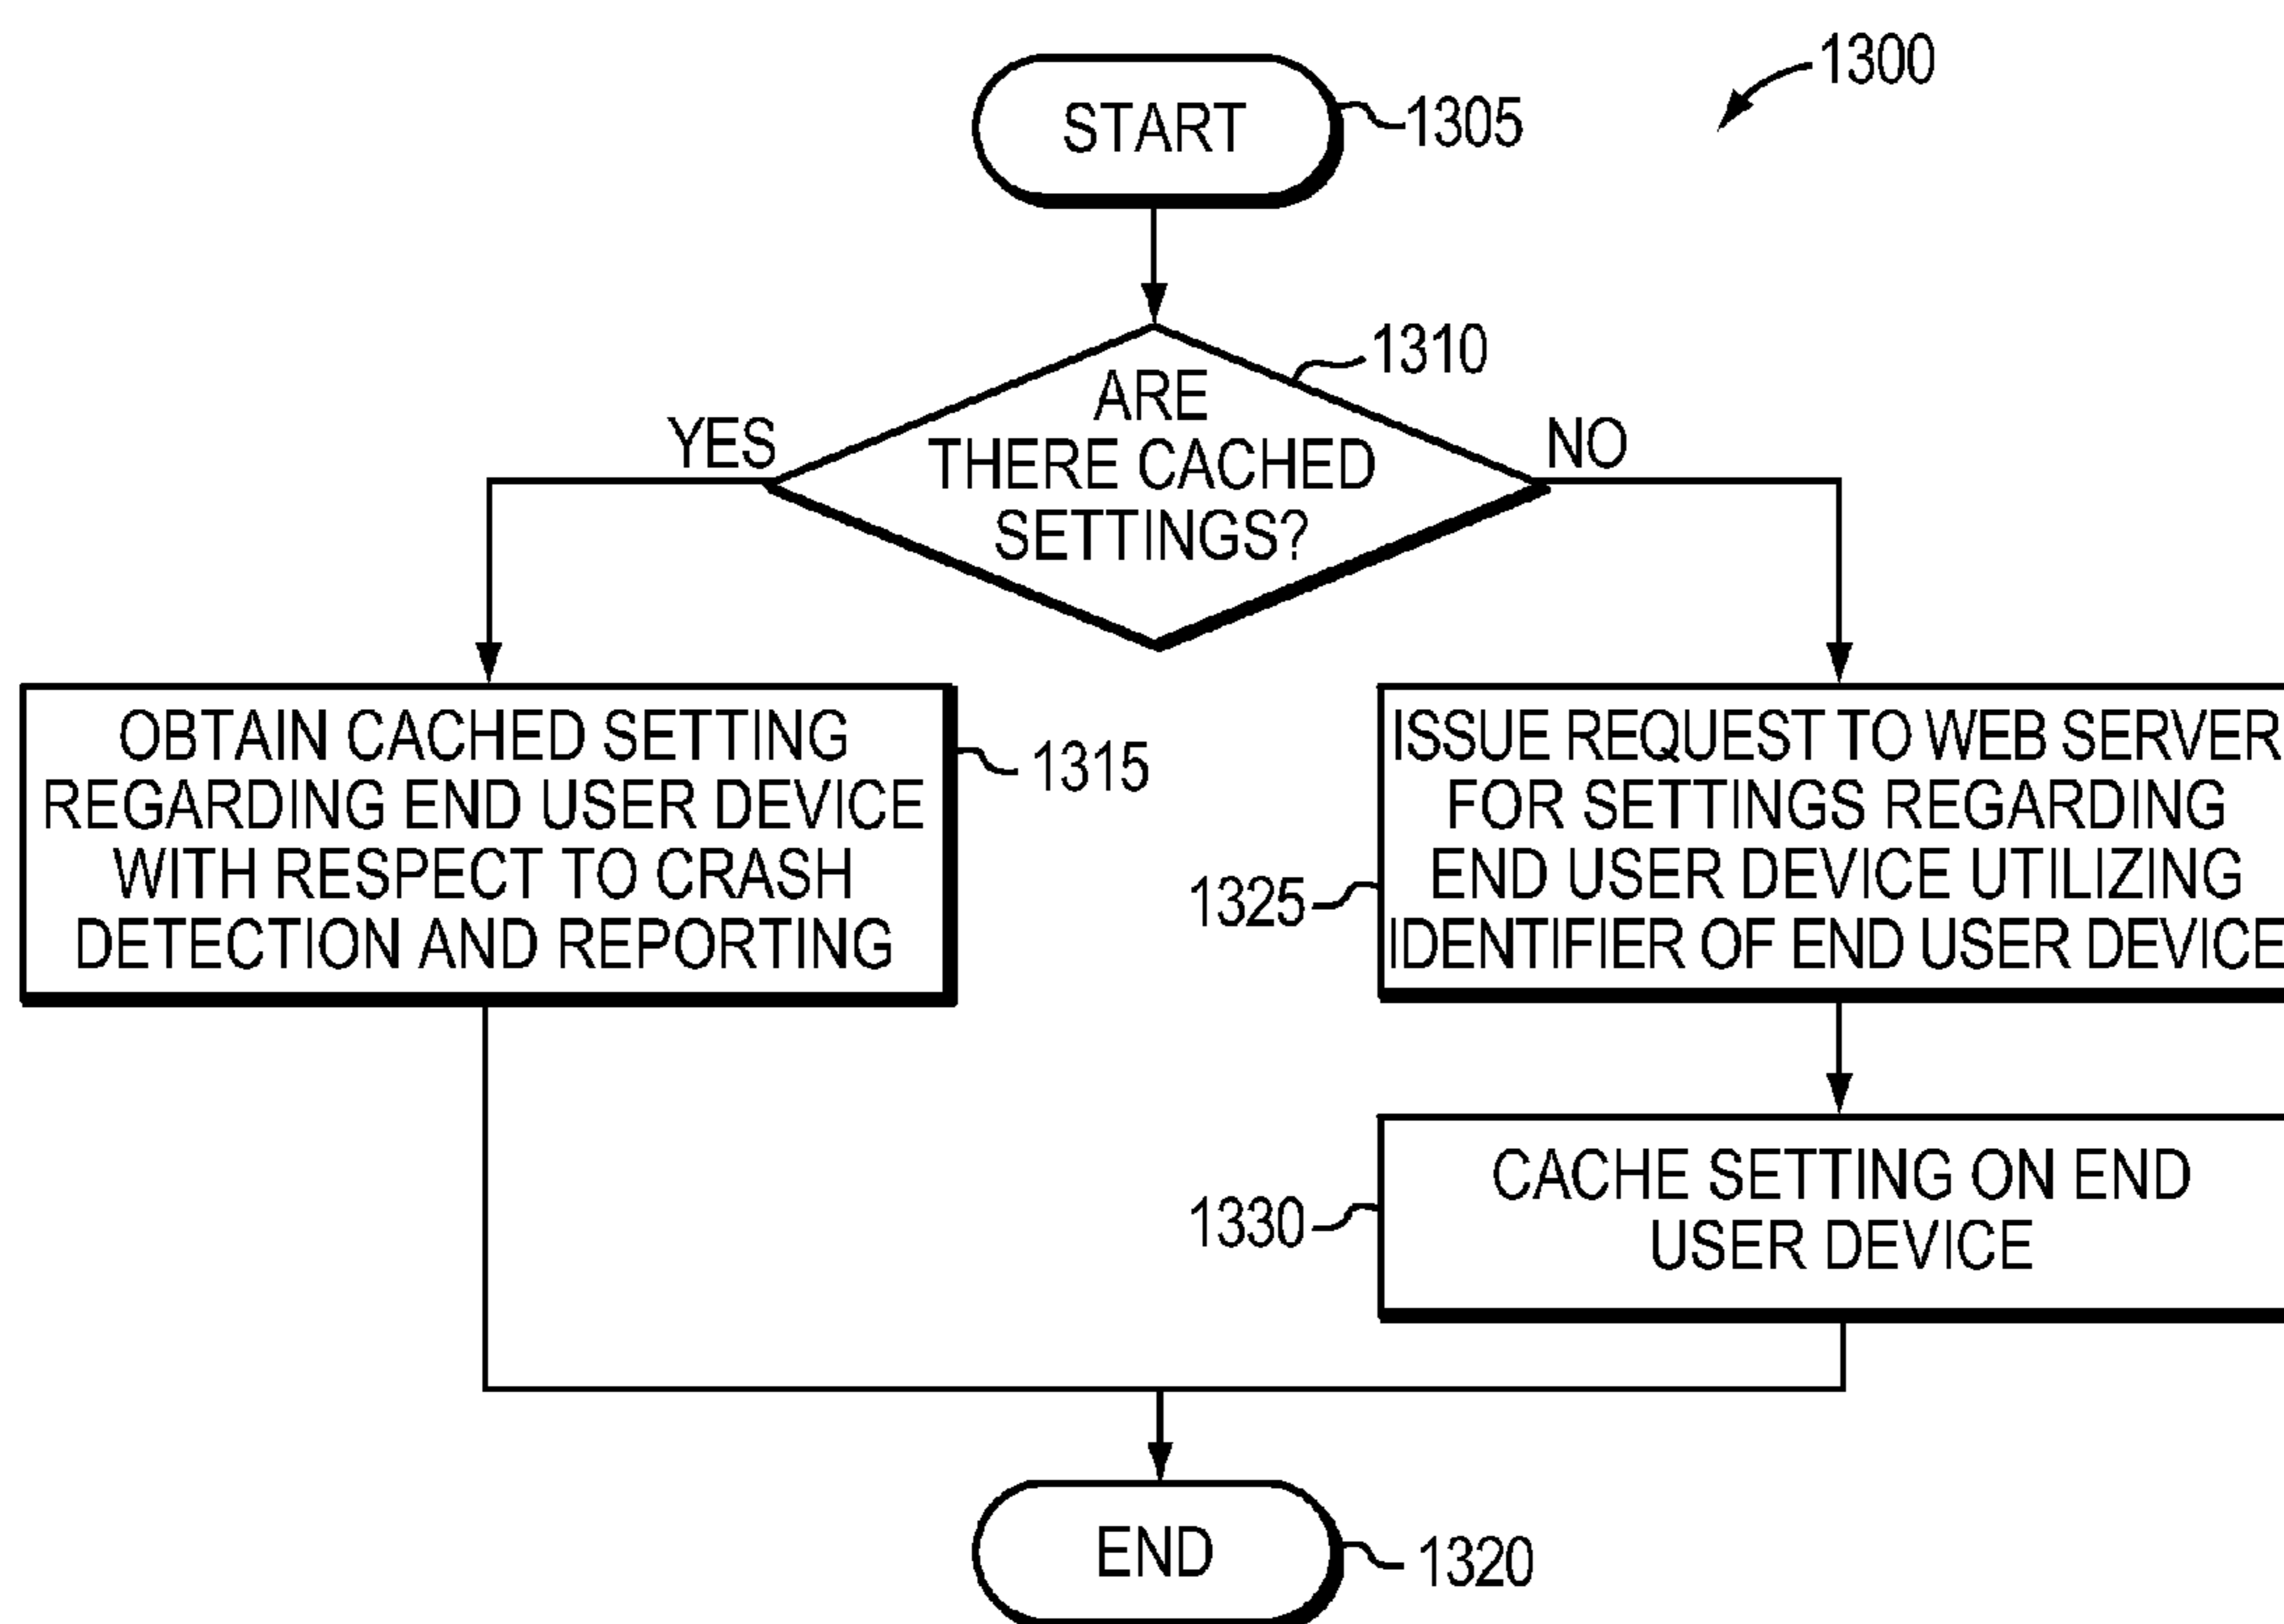 1300
START
1305
1310
ARE
THERE CACHED
SETTINGS?
YES
NO
OBTAIN CACHED SETTING
REGARDING END USER DEVICE
WITH RESPECT TO CRASH
DETECTION AND REPORTING
1315
ISSUE REQUEST TO WEB SERVER
FOR SETTINGS REGARDING
END USER DEVICE UTILIZING
IDENTIFIER OF END USER DEVICE
1325
CACHE SETTING ON END
USER DEVICE
1330
END
1320